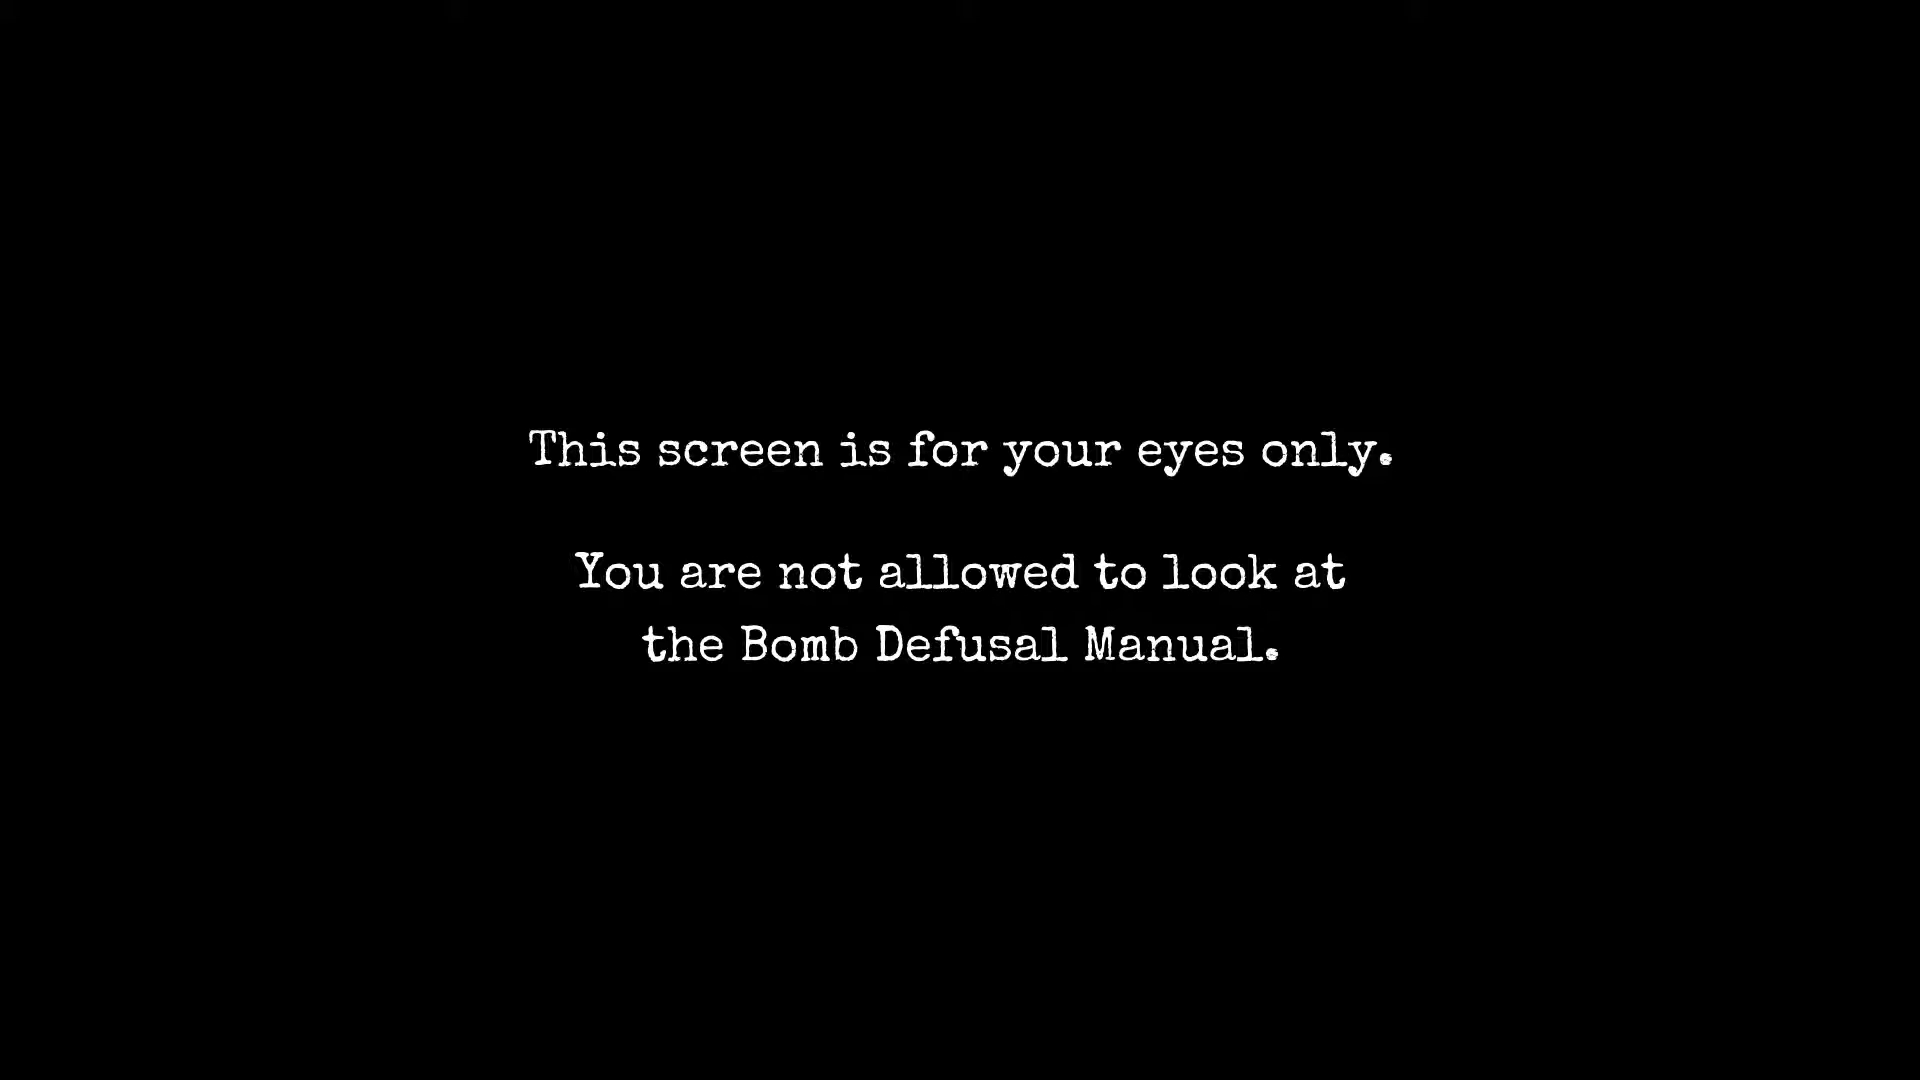 This screen is for your eyes only.
You are not allowed to look at
the Bomb Defusal Manual.